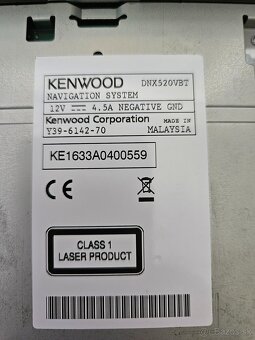 KENWOOD DNX520VBT
NAVIGATION SYSTEM
12V ⎓ 4.5A NEGATIVE GND
Kenwood Corporation MADE IN
Y39-6142-70 MALAYSIA
KE1633A0400559
CE
CLASS 1
LASER PRODUCT